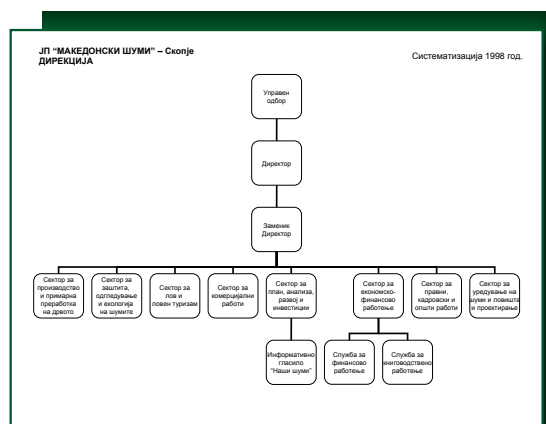 ЈП “МАКЕДОНСКИ ШУМИ” – Скопје
ДИРЕКЦИЈА
Систематизација 1998 год.
Управен
одбор
Директор
Заменик
Директор
Сектор за
производство
и примарна
преработка
на дрвото
Сектор за
заштита,
одгледување
и екологија
на шумите
Сектор за
лов и
ловен туризам
Сектор за
комерцијални
работи
Сектор за
план, анализа,
развој и
инвестиции
Сектор за
економско-
финансово
работење
Сектор за
правни,
кадровски и
општи работи
Сектор за
уредување на
шуми и ловишта
и проектирање
Информативно
гласило
“Наши шуми”
Служба за
финансово
работење
Служба за
книговодствено
работење